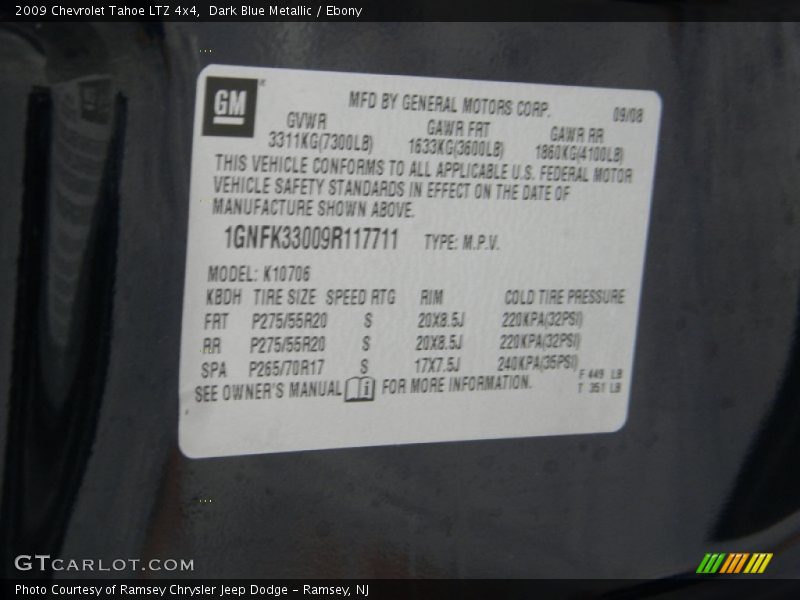 2009 Chevrolet Tahoe LTZ 4x4, Dark Blue Metallic / Ebony
GM
MFD BY GENERAL MOTORS CORP. 09/08
GVWR GAWR FRT GAWR RR
3311KG(7300LB) 1633KG(3600LB) 1860KG(4100LB)
THIS VEHICLE CONFORMS TO ALL APPLICABLE U.S. FEDERAL MOTOR
VEHICLE SAFETY STANDARDS IN EFFECT ON THE DATE OF
MANUFACTURE SHOWN ABOVE.
1GNFK33009R117711 TYPE: M.P.V.
MODEL: K10706
KBDH TIRE SIZE SPEED RTG RIM COLD TIRE PRESSURE
FRT P275/55R20 S 20X8.5J 220KPA(32PSI)
RR P275/55R20 S 20X8.5J 220KPA(32PSI)
SPA P265/70R17 S 17X7.5J 240KPA(35PSI)
F 449 LB
T 351 LB
SEE OWNER'S MANUAL i FOR MORE INFORMATION.
GTCARLOT.COM
Photo Courtesy of Ramsey Chrysler Jeep Dodge - Ramsey, NJ